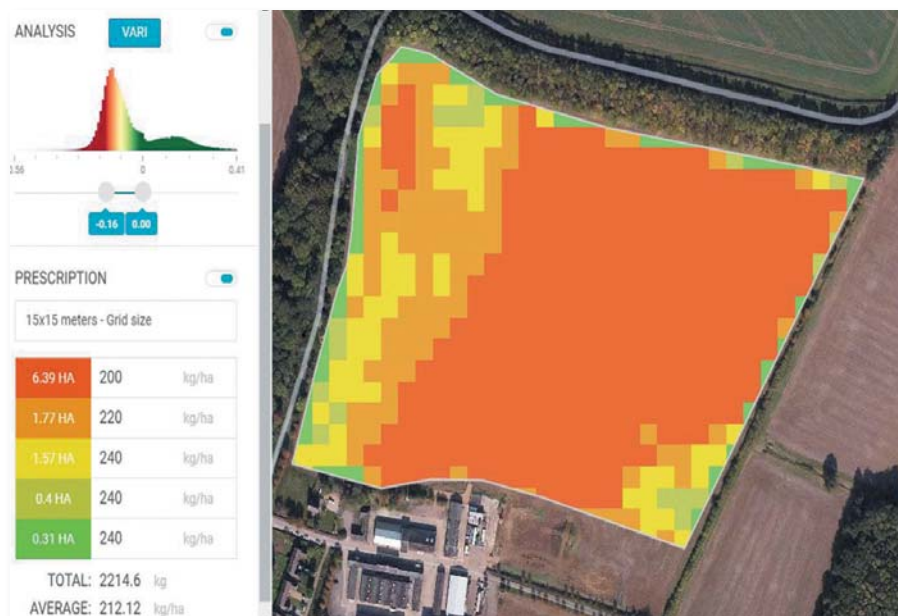 ANALYSIS VARI
0.56 0 0.41
-0.16 0.00
PRESCRIPTION
15x15 meters - Grid size
6.39 HA 200 kg/ha
1.77 HA 220 kg/ha
1.57 HA 240 kg/ha
0.4 HA 240 kg/ha
0.31 HA 240 kg/ha
TOTAL: 2214.6 kg
AVERAGE: 212.12 kg/ha